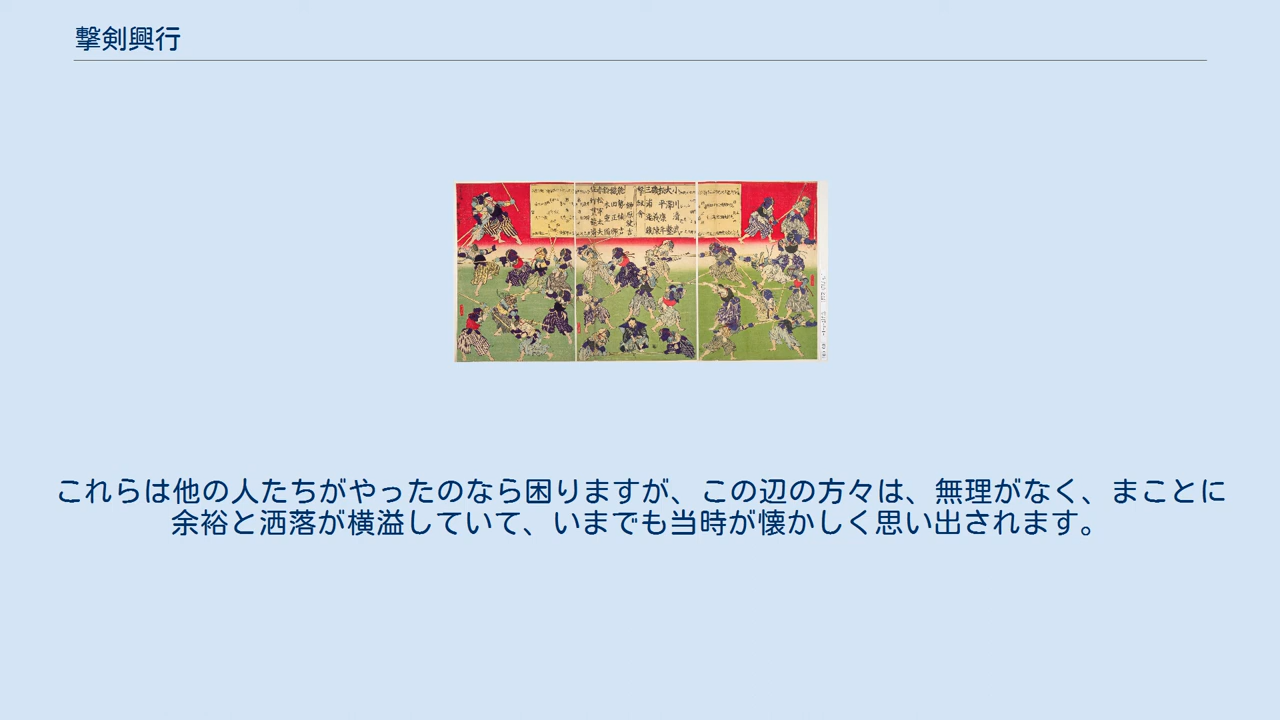 撃剣興行
これらは他の人たちがやったのなら困りますが、この辺の方々は、無理がなく、まことに
余裕と洒落が横溢していて、いまでも当時が懐かしく思い出されます。